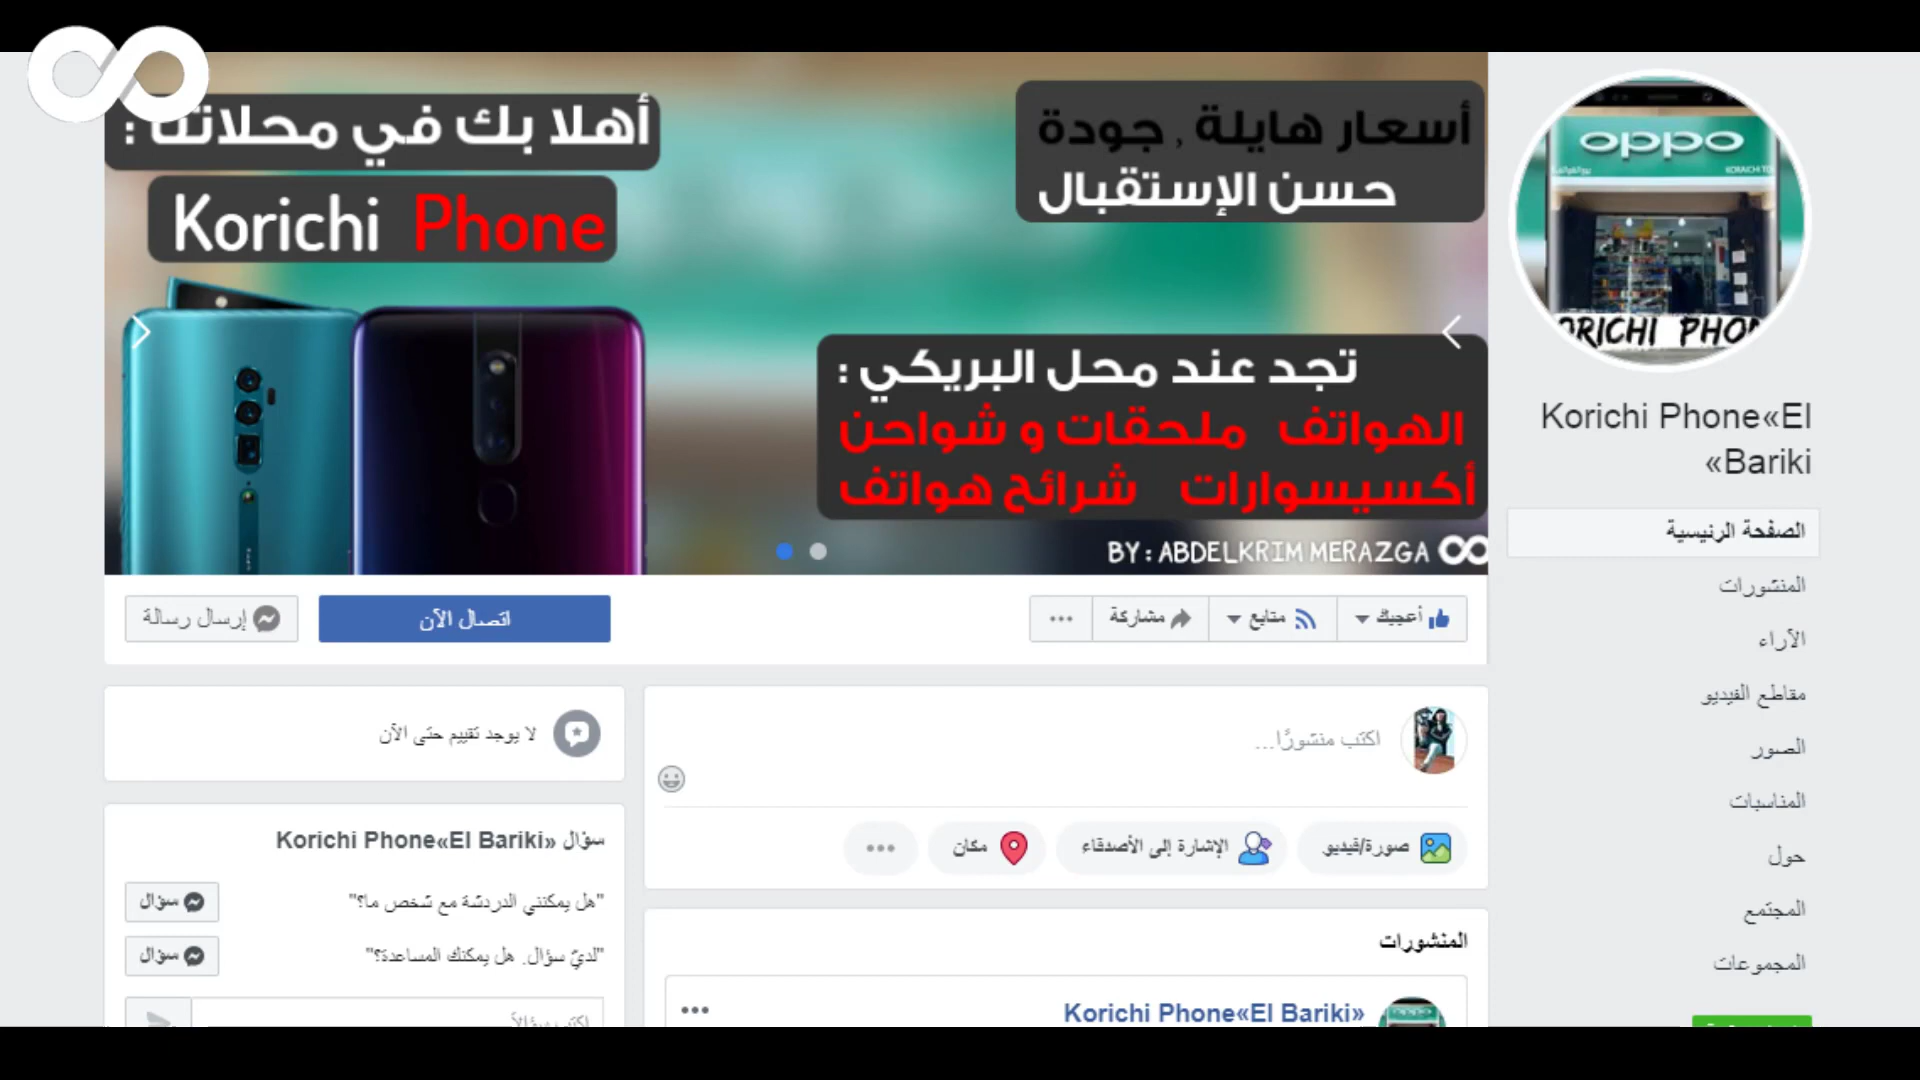 أهلا بك في محلاتنا :
Korichi Phone
أسعار هايلة , جودة
حسن الإستقبال
تجد عند محل البريكي :
الهواتف ملحقات و شواحن
أكسيسوارات شرائح هواتف
BY : ABDELKRIM MERAZGA
oppo
ORICHI PHON
Korichi Phone«El
Bariki»
الصفحة الرئيسية
المنشورات
الآراء
مقاطع الفيديو
الصور
المناسبات
حول
المجتمع
المجموعات
أعجبك
متابع
مشاركة
اتصال الآن
إرسال رسالة
اكتب منشورًا...
صورة/فيديو
الإشارة إلى الأصدقاء
مكان
المنشورات
Korichi Phone«El Bariki»
لا يوجد تقييم حتى الآن
سؤال Korichi Phone«El Bariki»
"هل يمكنني الدردشة مع شخص ما؟"
سؤال
"لديّ سؤال. هل يمكنك المساعدة؟"
سؤال
اكتب سؤالاً